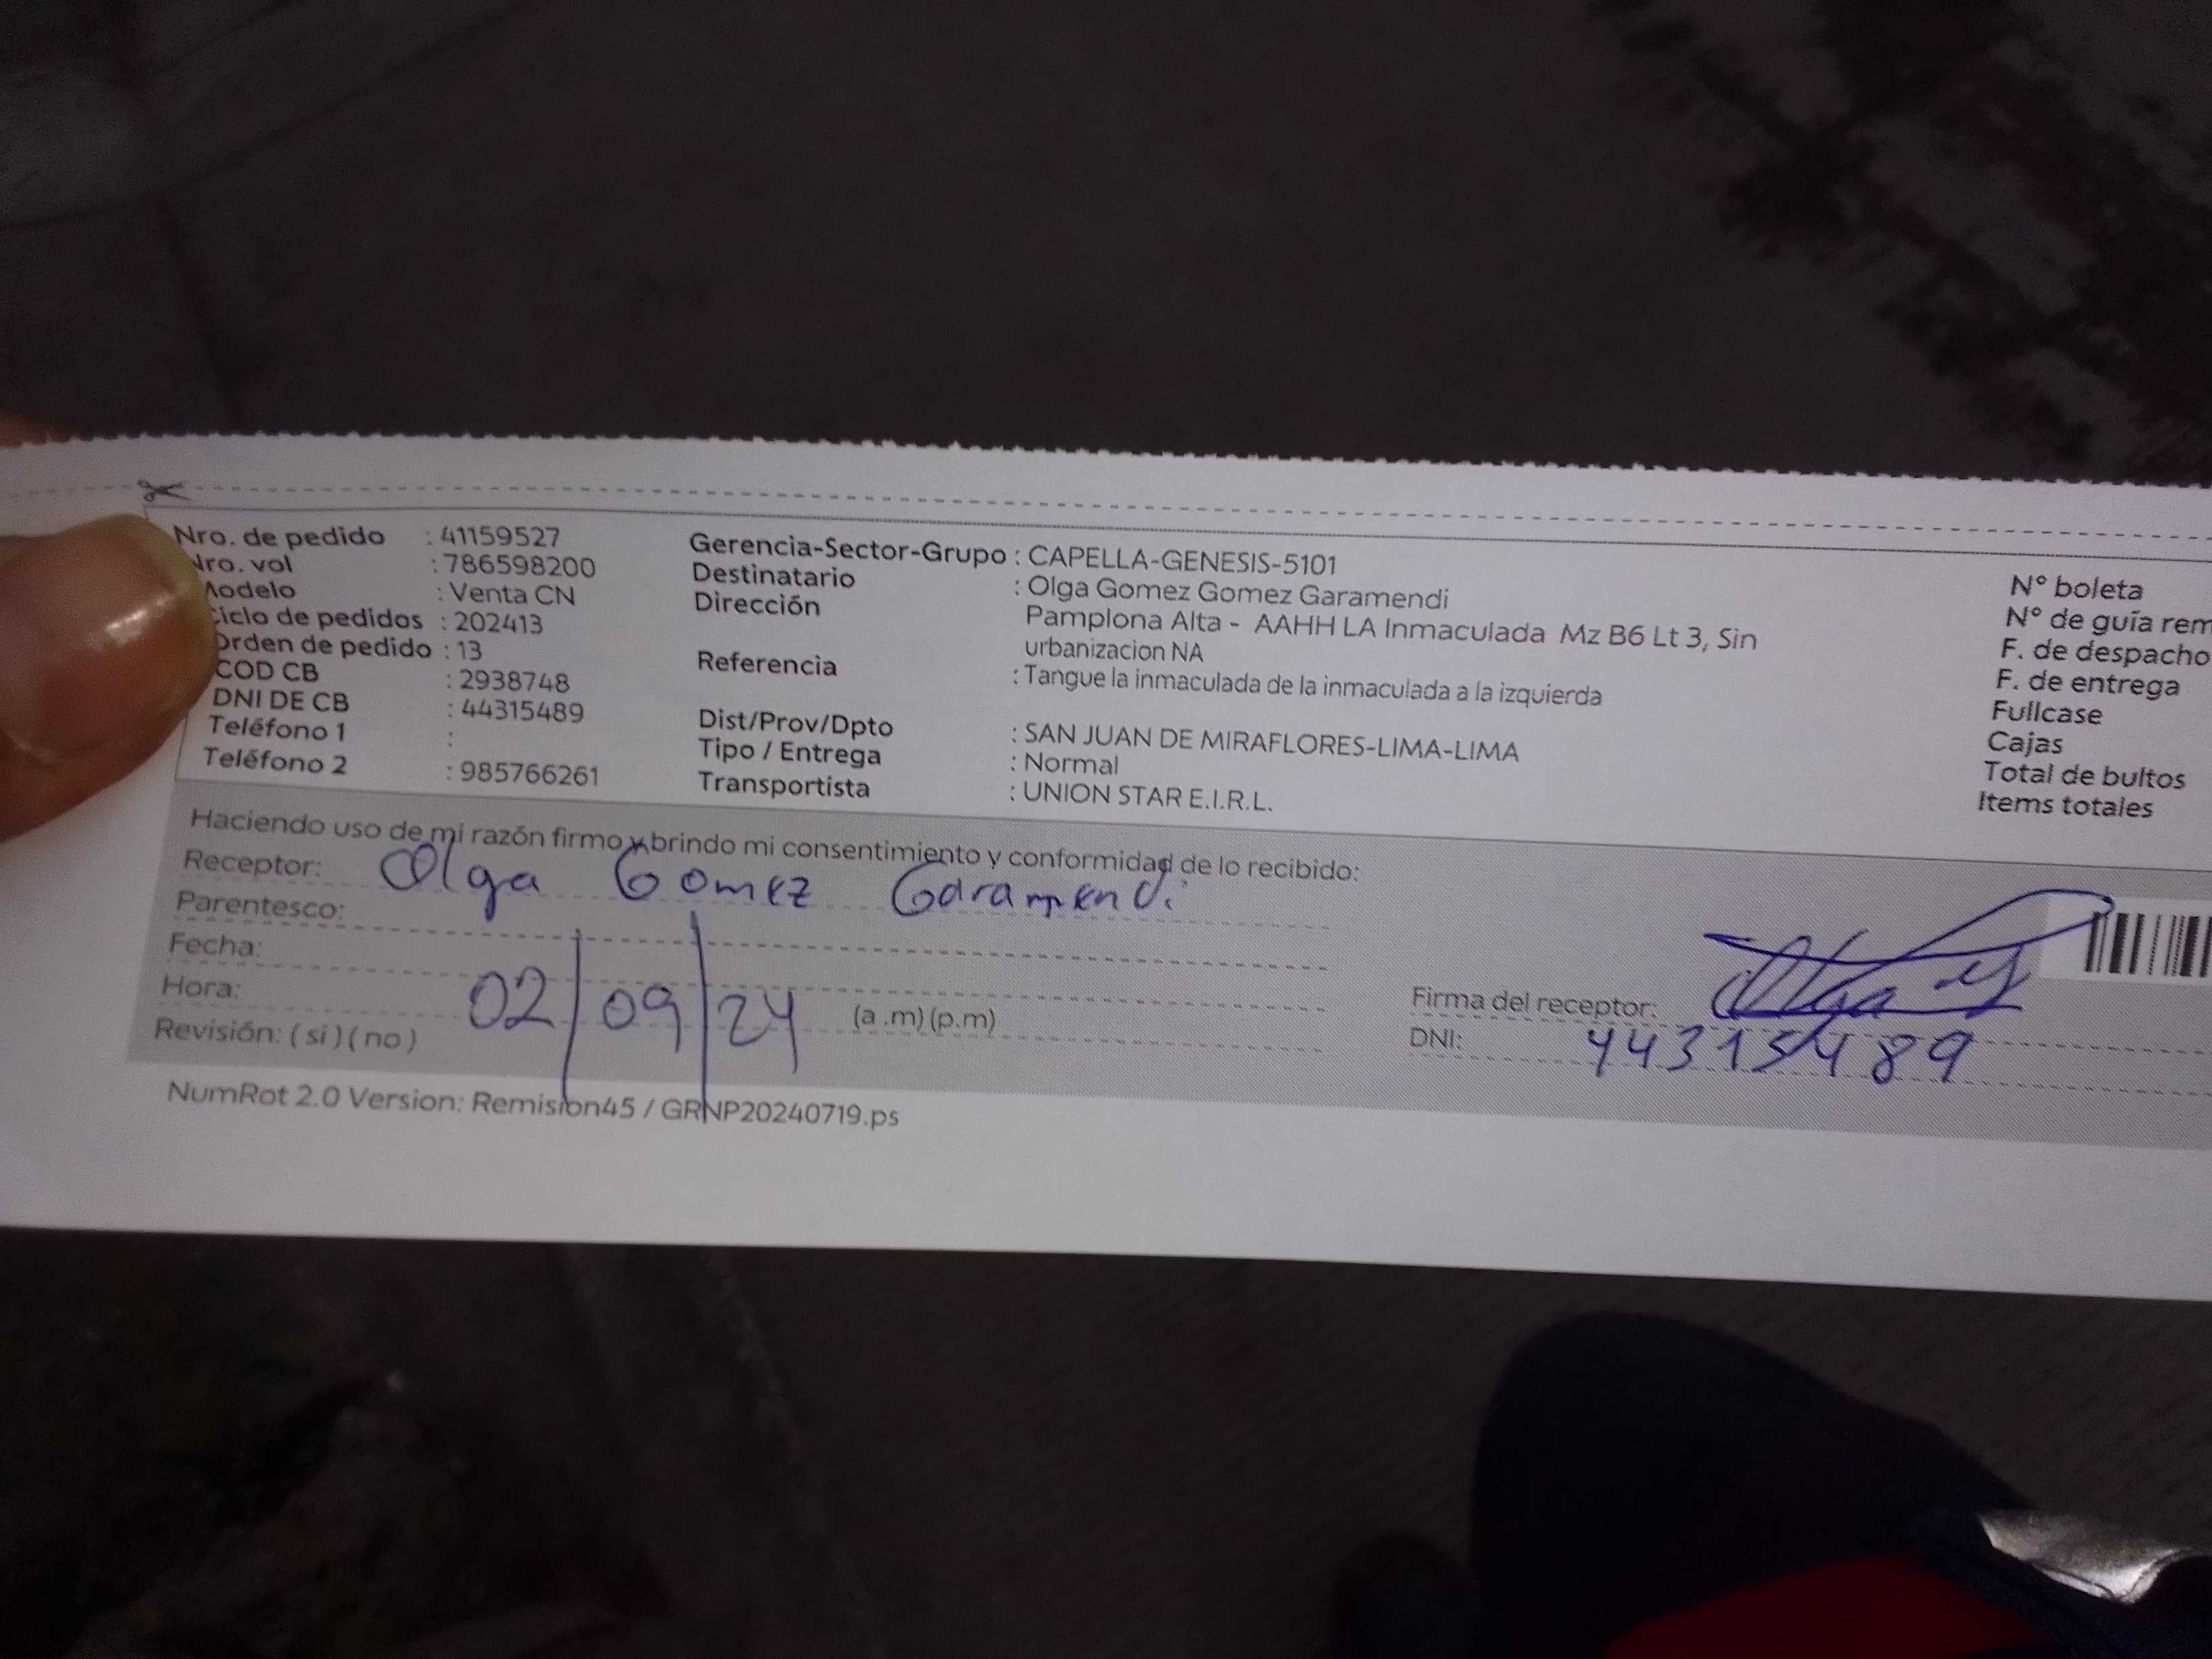 Nro. de pedido : 41159527
Nro. vol : 786598200
Modelo : Venta CN
Ciclo de pedidos : 202413
Orden de pedido : 13
COD CB : 2938748
DNI DE CB : 44315489
Teléfono 1 :
Teléfono 2 : 985766261
Gerencia-Sector-Grupo : CAPELLA-GENESIS-5101
Destinatario : Olga Gomez Gomez Garamendi
Dirección Pamplona Alta - AAHH LA Inmaculada Mz B6 Lt 3, Sin
urbanizacion NA
Referencia : Tangue la inmaculada de la inmaculada a la izquierda
Dist/Prov/Dpto : SAN JUAN DE MIRAFLORES-LIMA-LIMA
Tipo / Entrega : Normal
Transportista : UNION STAR E.I.R.L.
N° boleta
N° de guía rem
F. de despacho
F. de entrega
Fullcase
Cajas
Total de bultos
Items totales
Haciendo uso de mi razón firmo y brindo mi consentimiento y conformidad de lo recibido:
Receptor: Olga Gomez Garamendi
Parentesco:
Fecha:
Hora: 02/09/24 (a .m) (p.m)
Revisión: ( si ) ( no )
Firma del receptor:
DNI: 44315489
NumRot 2.0 Version: Remision45 / GRNP20240719.ps